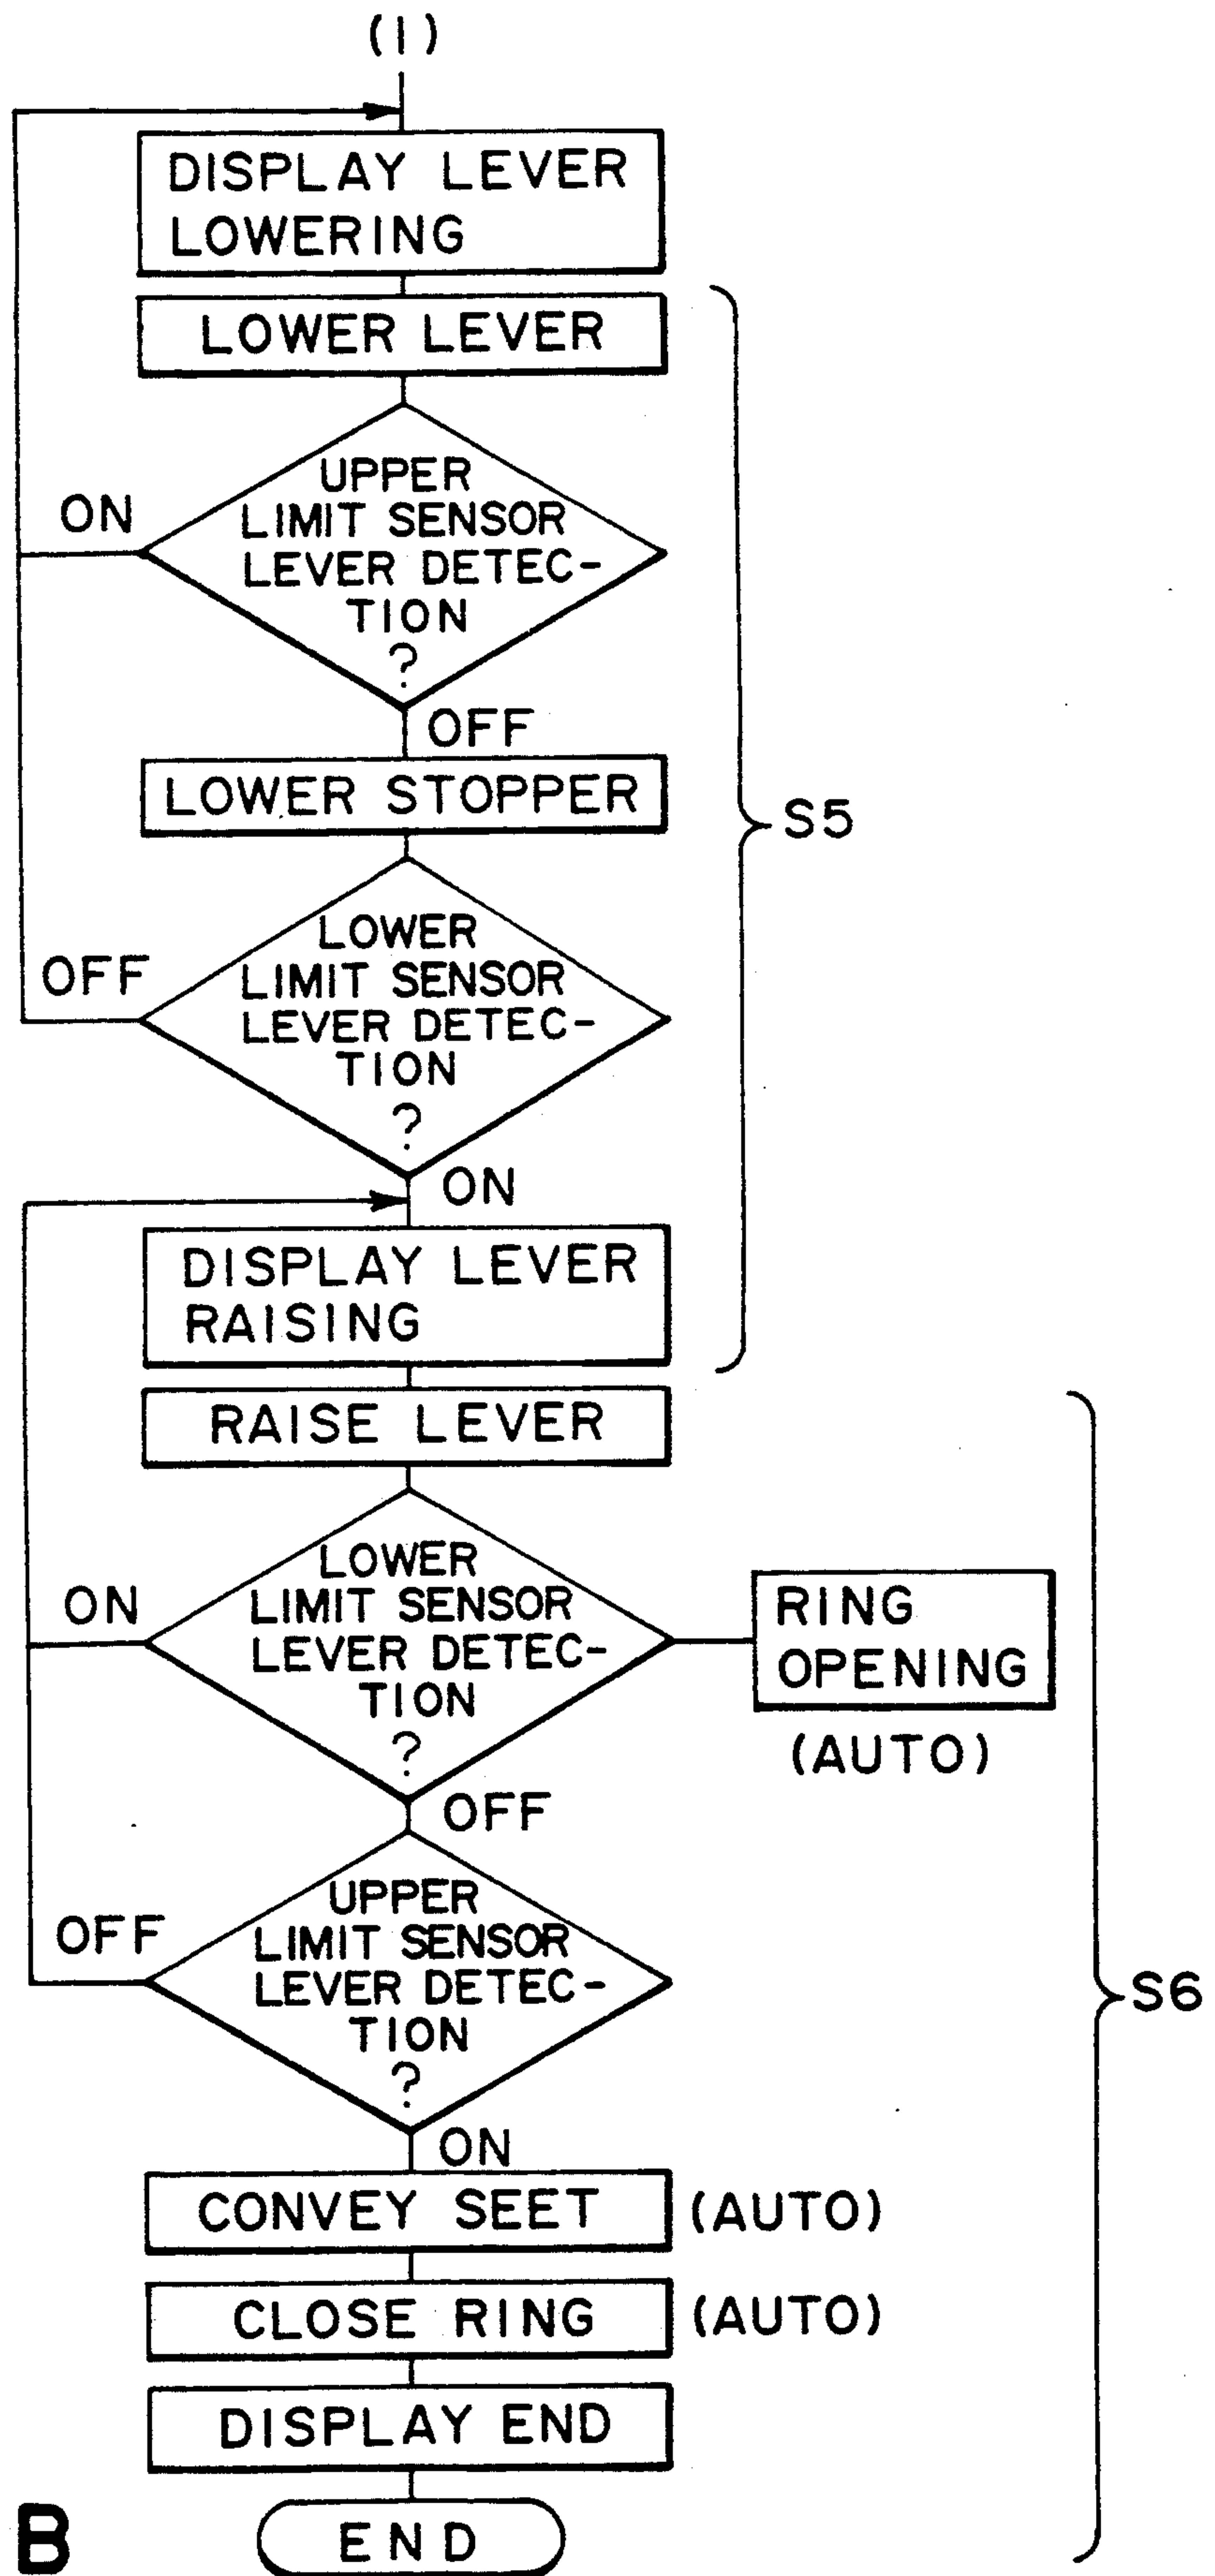 (1)
DISPLAY LEVER
LOWERING
LOWER LEVER
UPPER
LIMIT SENSOR
LEVER DETEC-
TION
?
ON
OFF
LOWER STOPPER
S5
LOWER
LIMIT SENSOR
LEVER DETEC-
TION
?
OFF
ON
DISPLAY LEVER
RAISING
RAISE LEVER
LOWER
LIMIT SENSOR
LEVER DETEC-
TION
?
ON
RING
OPENING
(AUTO)
OFF
UPPER
LIMIT SENSOR
LEVER DETEC-
TION
?
OFF
S6
ON
CONVEY SEET (AUTO)
CLOSE RING (AUTO)
DISPLAY END
END
B